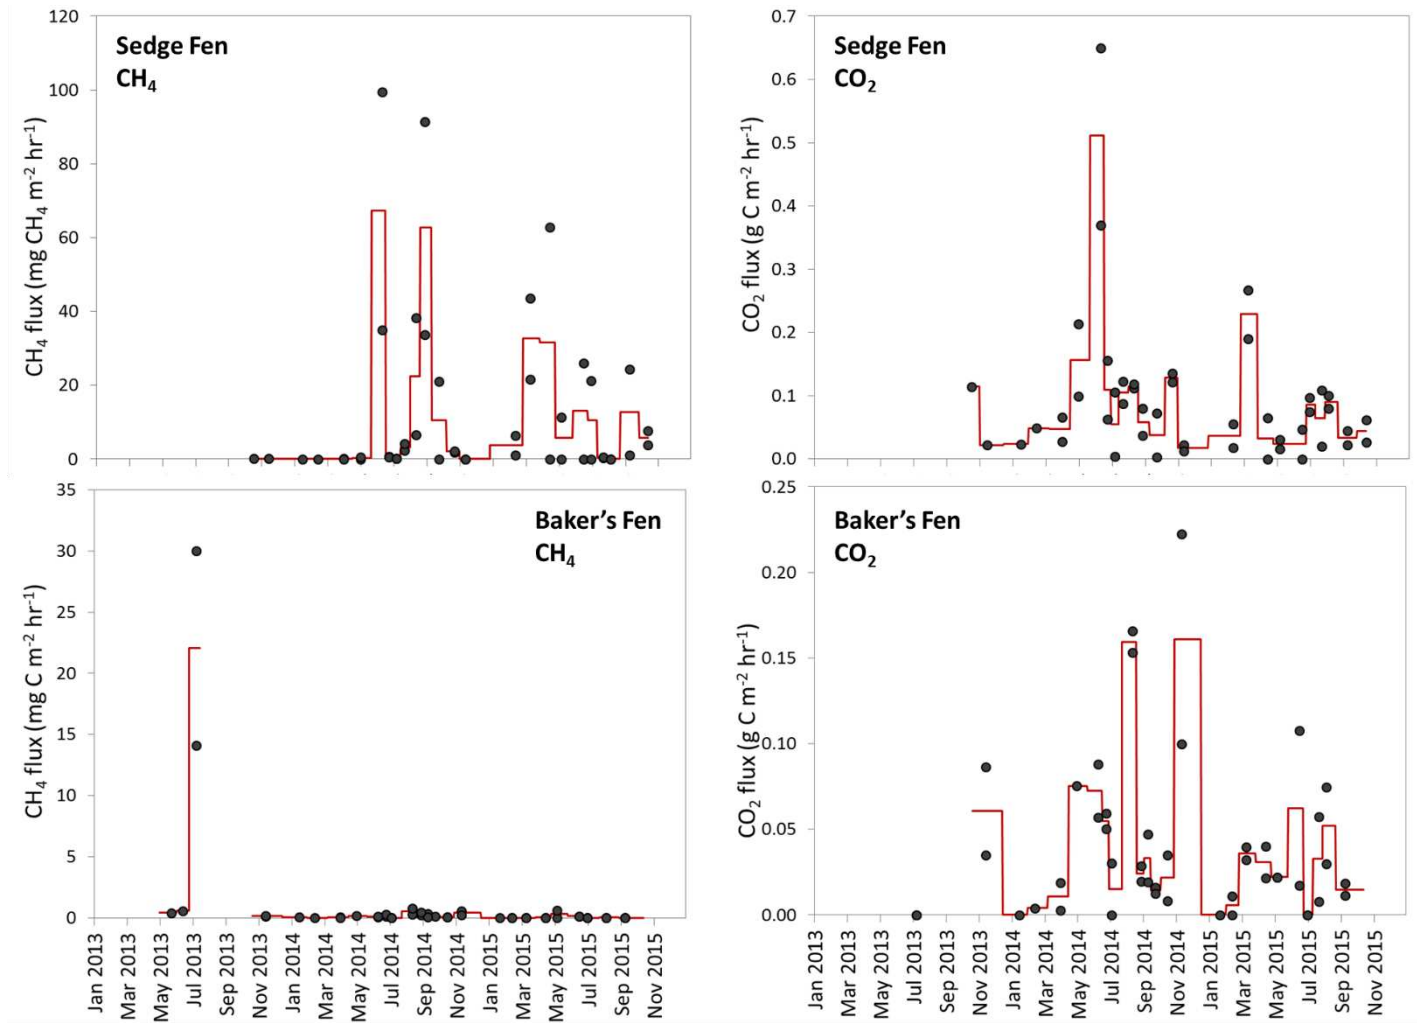 Sedge Fen
CH4
CH4 flux (mg CH4 m-2 hr-1)
120
100
80
60
40
20
0
Sedge Fen
CO2
CO2 flux (g C m-2 hr-1)
0.7
0.6
0.5
0.4
0.3
0.2
0.1
0.0
Baker’s Fen
CH4
CH4 flux (mg C m-2 hr-1)
35
30
25
20
15
10
5
0
Jan 2013
Mar 2013
May 2013
Jul 2013
Sep 2013
Nov 2013
Jan 2014
Mar 2014
May 2014
Jul 2014
Sep 2014
Nov 2014
Jan 2015
Mar 2015
May 2015
Jul 2015
Sep 2015
Nov 2015
Baker’s Fen
CO2
CO2 flux (g C m-2 hr-1)
0.25
0.20
0.15
0.10
0.05
0.00
Jan 2013
Mar 2013
May 2013
Jul 2013
Sep 2013
Nov 2013
Jan 2014
Mar 2014
May 2014
Jul 2014
Sep 2014
Nov 2014
Jan 2015
Mar 2015
May 2015
Jul 2015
Sep 2015
Nov 2015